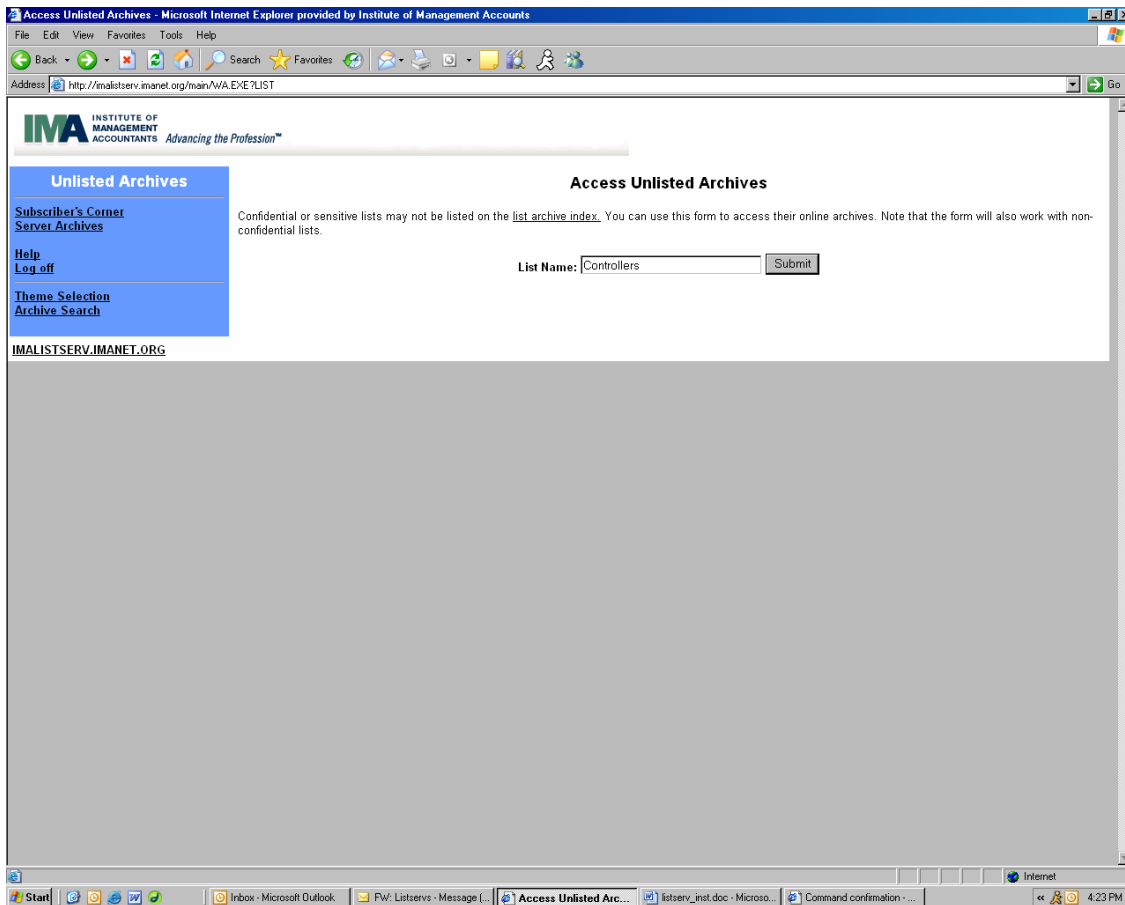 Access Unlisted Archives - Microsoft Internet Explorer provided by Institute of Management Accounts
File Edit View Favorites Tools Help
Back Search Favorites
Address http://imalistserv.imanet.org/main/WA.EXE?LIST Go
IMA INSTITUTE OF
MANAGEMENT
ACCOUNTANTS Advancing the Profession™
Unlisted Archives
Subscriber's Corner
Server Archives
Help
Log off
Theme Selection
Archive Search
IMALISTSERV.IMANET.ORG
Access Unlisted Archives
Confidential or sensitive lists may not be listed on the list archive index. You can use this form to access their online archives. Note that the form will also work with non-
confidential lists.
List Name: Controllers Submit
Internet
Start Inbox - Microsoft Outlook FW: Listservs - Message (... Access Unlisted Arc... listserv_inst.doc - Microso... Command confirmation - ... « 4:23 PM